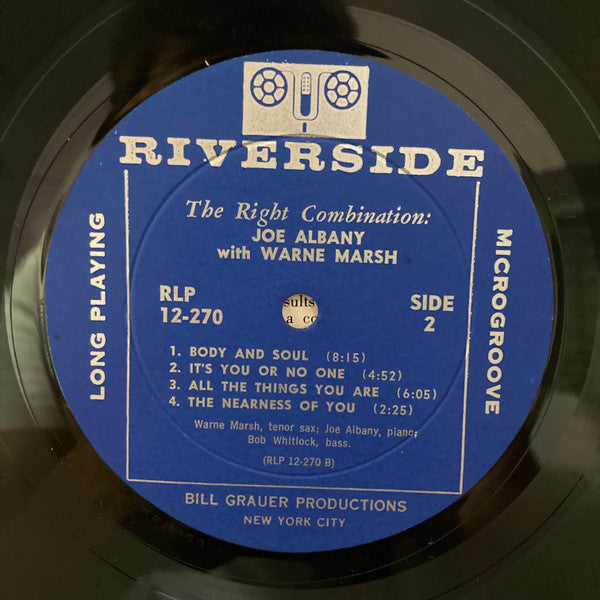 RIVERSIDE
The Right Combination:
JOE ALBANY
with WARNE MARSH
LONG PLAYING
MICROGROOVE
RLP
12-270
SIDE
2
sults
a co
1. BODY AND SOUL (8:15)
2. IT'S YOU OR NO ONE (4:52)
3. ALL THE THINGS YOU ARE (6:05)
4. THE NEARNESS OF YOU (2:25)
Warne Marsh, tenor sax; Joe Albany, piano;
Bob Whitlock, bass.
(RLP 12-270 B)
BILL GRAUER PRODUCTIONS
NEW YORK CITY